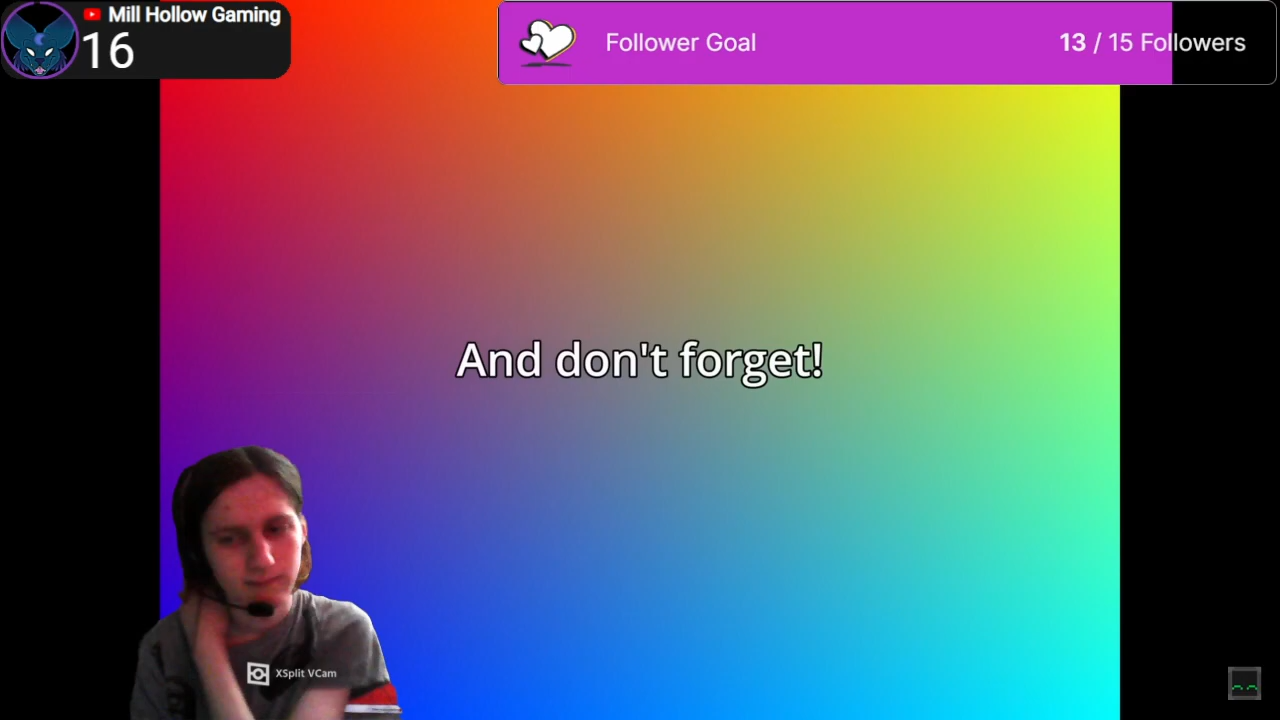 Mill Hollow Gaming
16
Follower Goal
13 / 15 Followers
And don't forget!
XSplit VCam